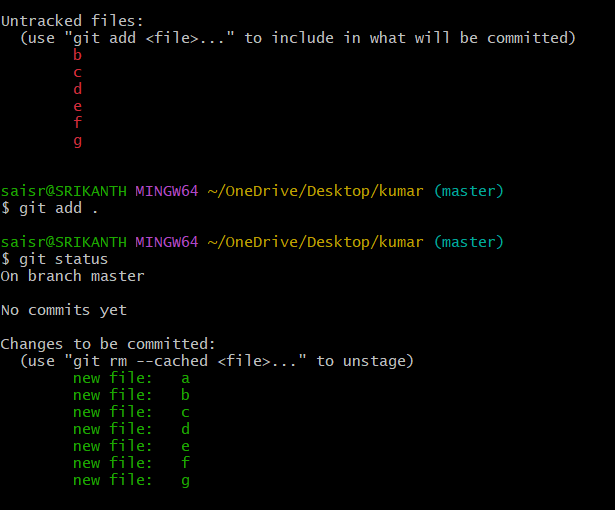 Untracked files:
  (use "git add <file>..." to include in what will be committed)
        b
        c
        d
        e
        f
        g

saisr@SRIKANTH MINGW64 ~/OneDrive/Desktop/kumar (master)
$ git add .

saisr@SRIKANTH MINGW64 ~/OneDrive/Desktop/kumar (master)
$ git status
On branch master

No commits yet

Changes to be committed:
  (use "git rm --cached <file>..." to unstage)
        new file:   a
        new file:   b
        new file:   c
        new file:   d
        new file:   e
        new file:   f
        new file:   g